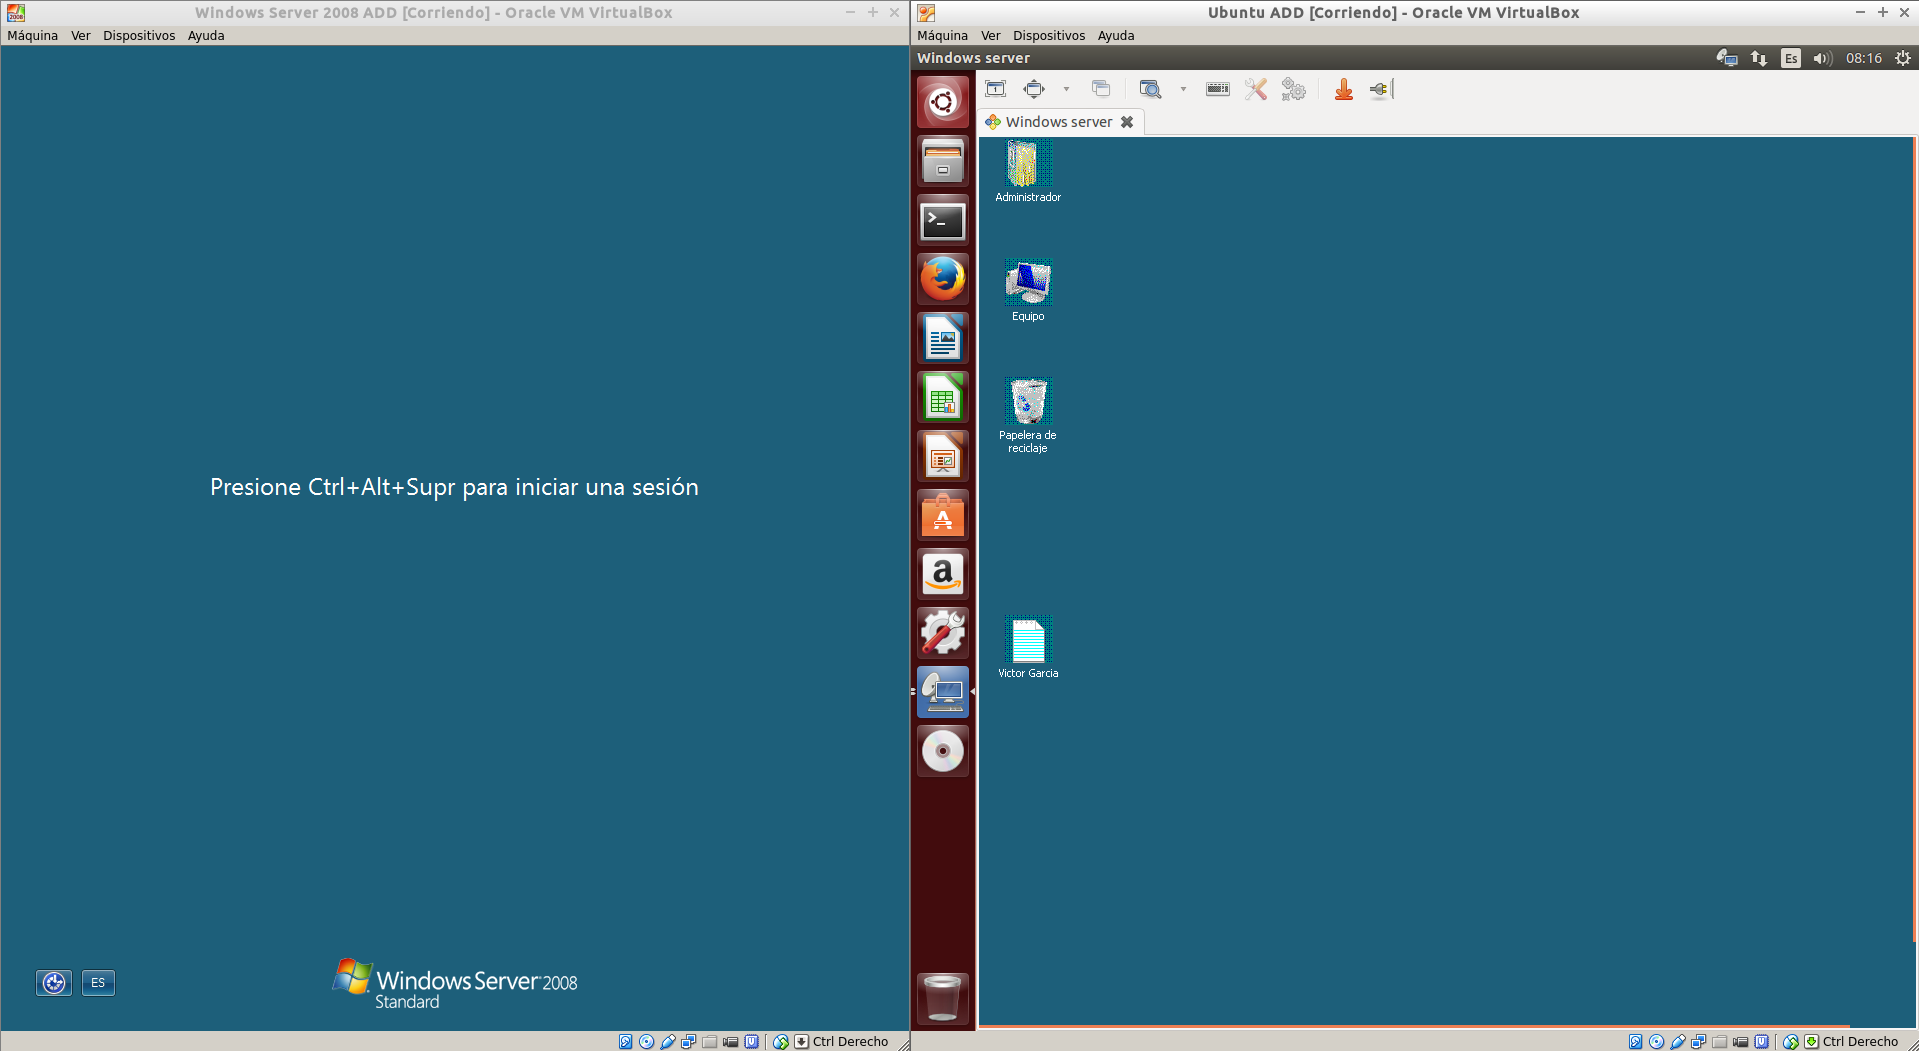 Windows Server 2008 ADD [Corriendo] - Oracle VM VirtualBox
Máquina Ver Dispositivos Ayuda
Presione Ctrl+Alt+Supr para iniciar una sesión
ES
Windows Server 2008
Standard
Ctrl Derecho
Ubuntu ADD [Corriendo] - Oracle VM VirtualBox
Máquina Ver Dispositivos Ayuda
Windows server
Es
08:16
Windows server
Administrador
Equipo
Papelera de
reciclaje
Victor Garcia
Ctrl Derecho